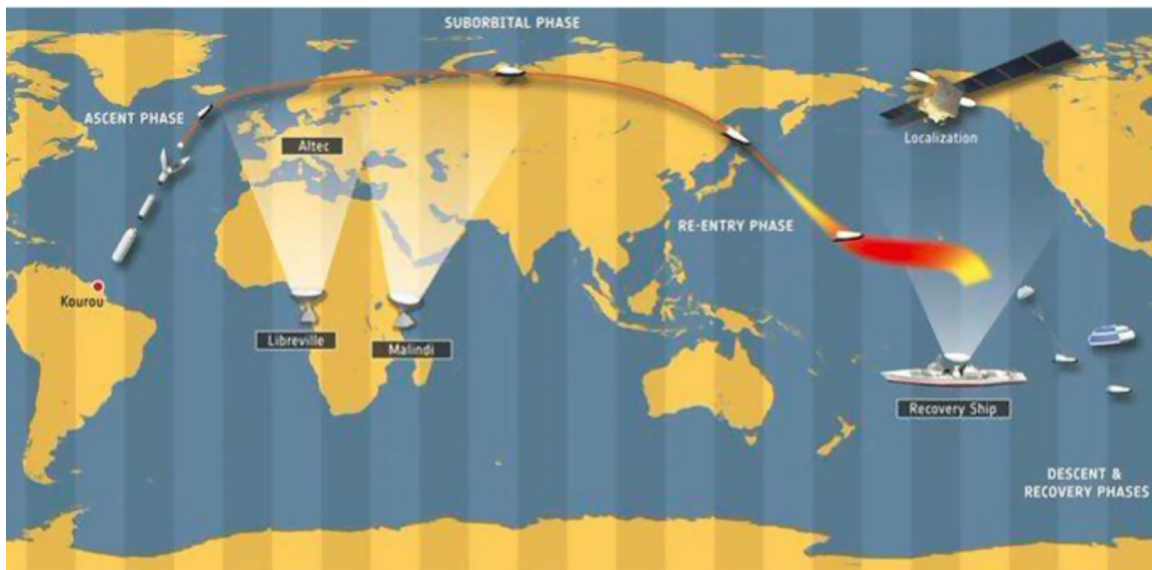 SUBORBITAL PHASE
ASCENT PHASE
Altec
Localization
RE-ENTRY PHASE
Kourou
Libreville
Malindi
Recovery Ship
DESCENT &
RECOVERY PHASES